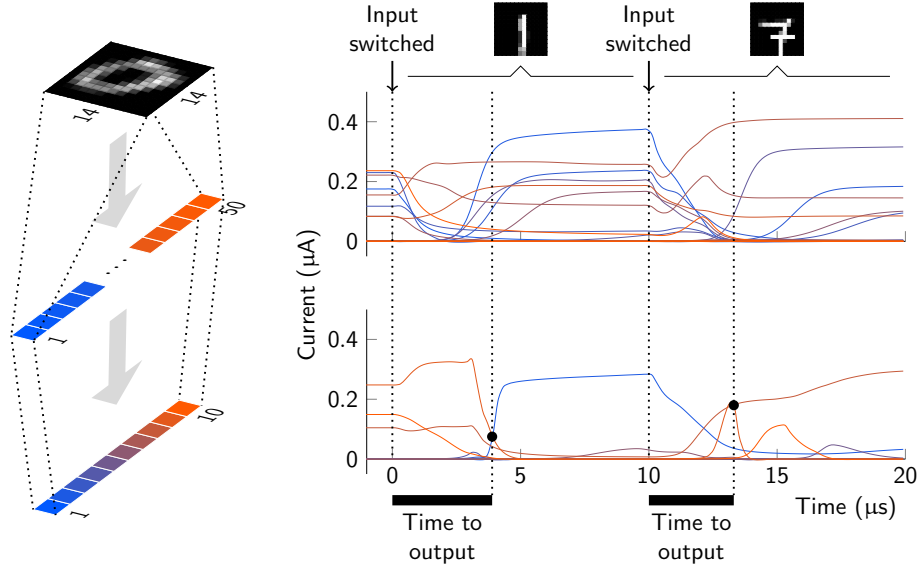 14
14
50
1
10
1
Input
switched
Input
switched
0.4
0.2
0
0.4
0.2
0
Current (μA)
0
5
10
15
20
Time (μs)
Time to
output
Time to
output